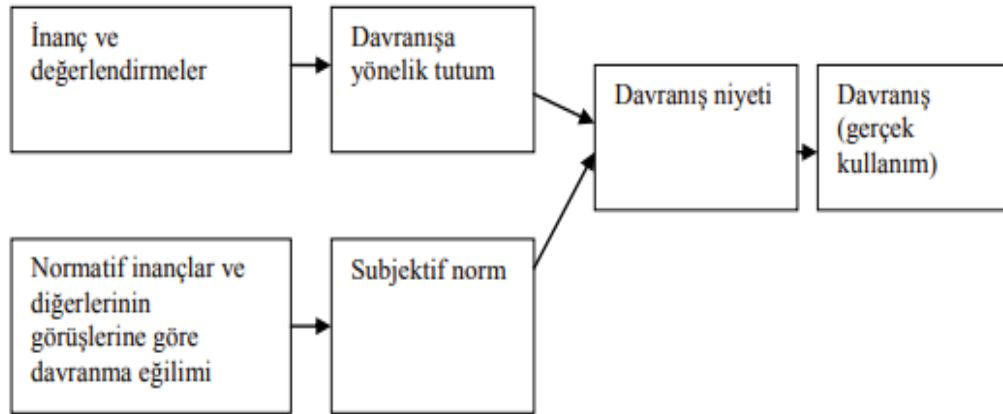 İnanç ve
değerlendirmeler
Davranışa
yönelik tutum
Davranış niyeti
Davranış
(gerçek
kullanım)
Normatif inançlar ve
diğerlerinin
görüşlerine göre
davranma eğilimi
Subjektif norm